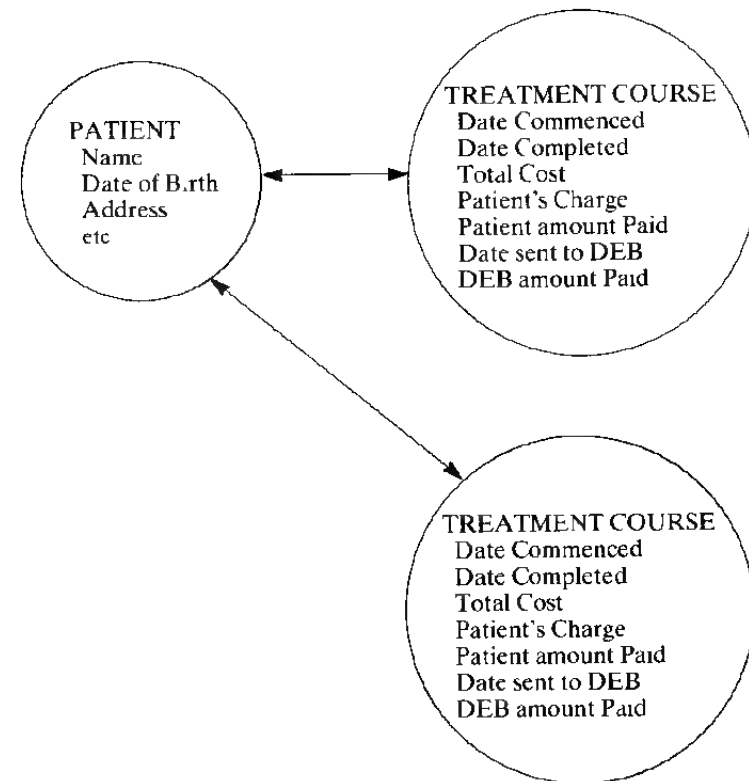 PATIENT
Name
Date of B.rth
Address
etc
TREATMENT COURSE
Date Commenced
Date Completed
Total Cost
Patient's Charge
Patient amount Paid
Date sent to DEB
DEB amount Paid
TREATMENT COURSE
Date Commenced
Date Completed
Total Cost
Patient's Charge
Patient amount Paid
Date sent to DEB
DEB amount Paid